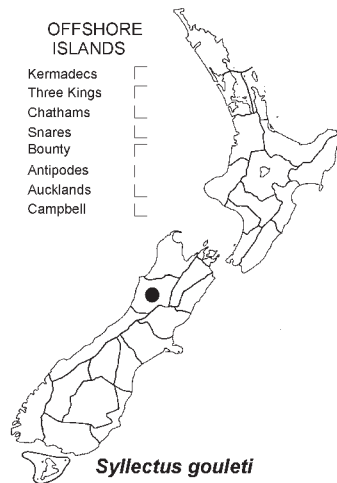 OFFSHORE
ISLANDS
Kermadecs
Three Kings
Chathams
Snares
Bounty
Antipodes
Aucklands
Campbell
Syllectus gouleti